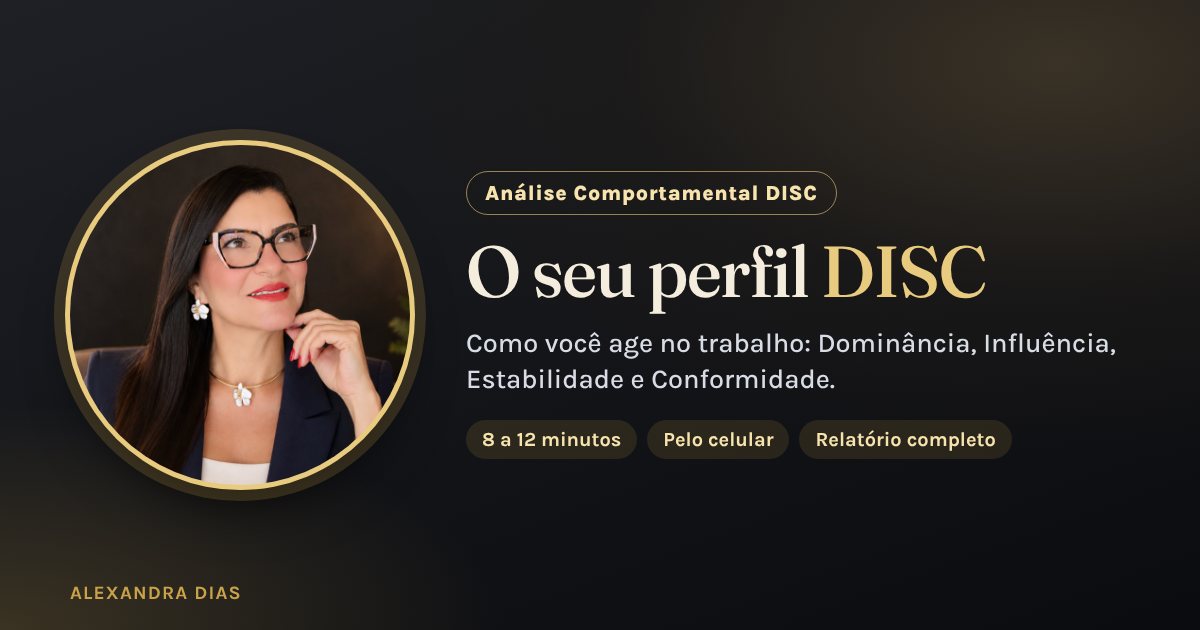 Análise Comportamental DISC
O seu perfil DISC
Como você age no trabalho: Dominância, Influência,
Estabilidade e Conformidade.
8 a 12 minutos
Pelo celular
Relatório completo
ALEXANDRA DIAS